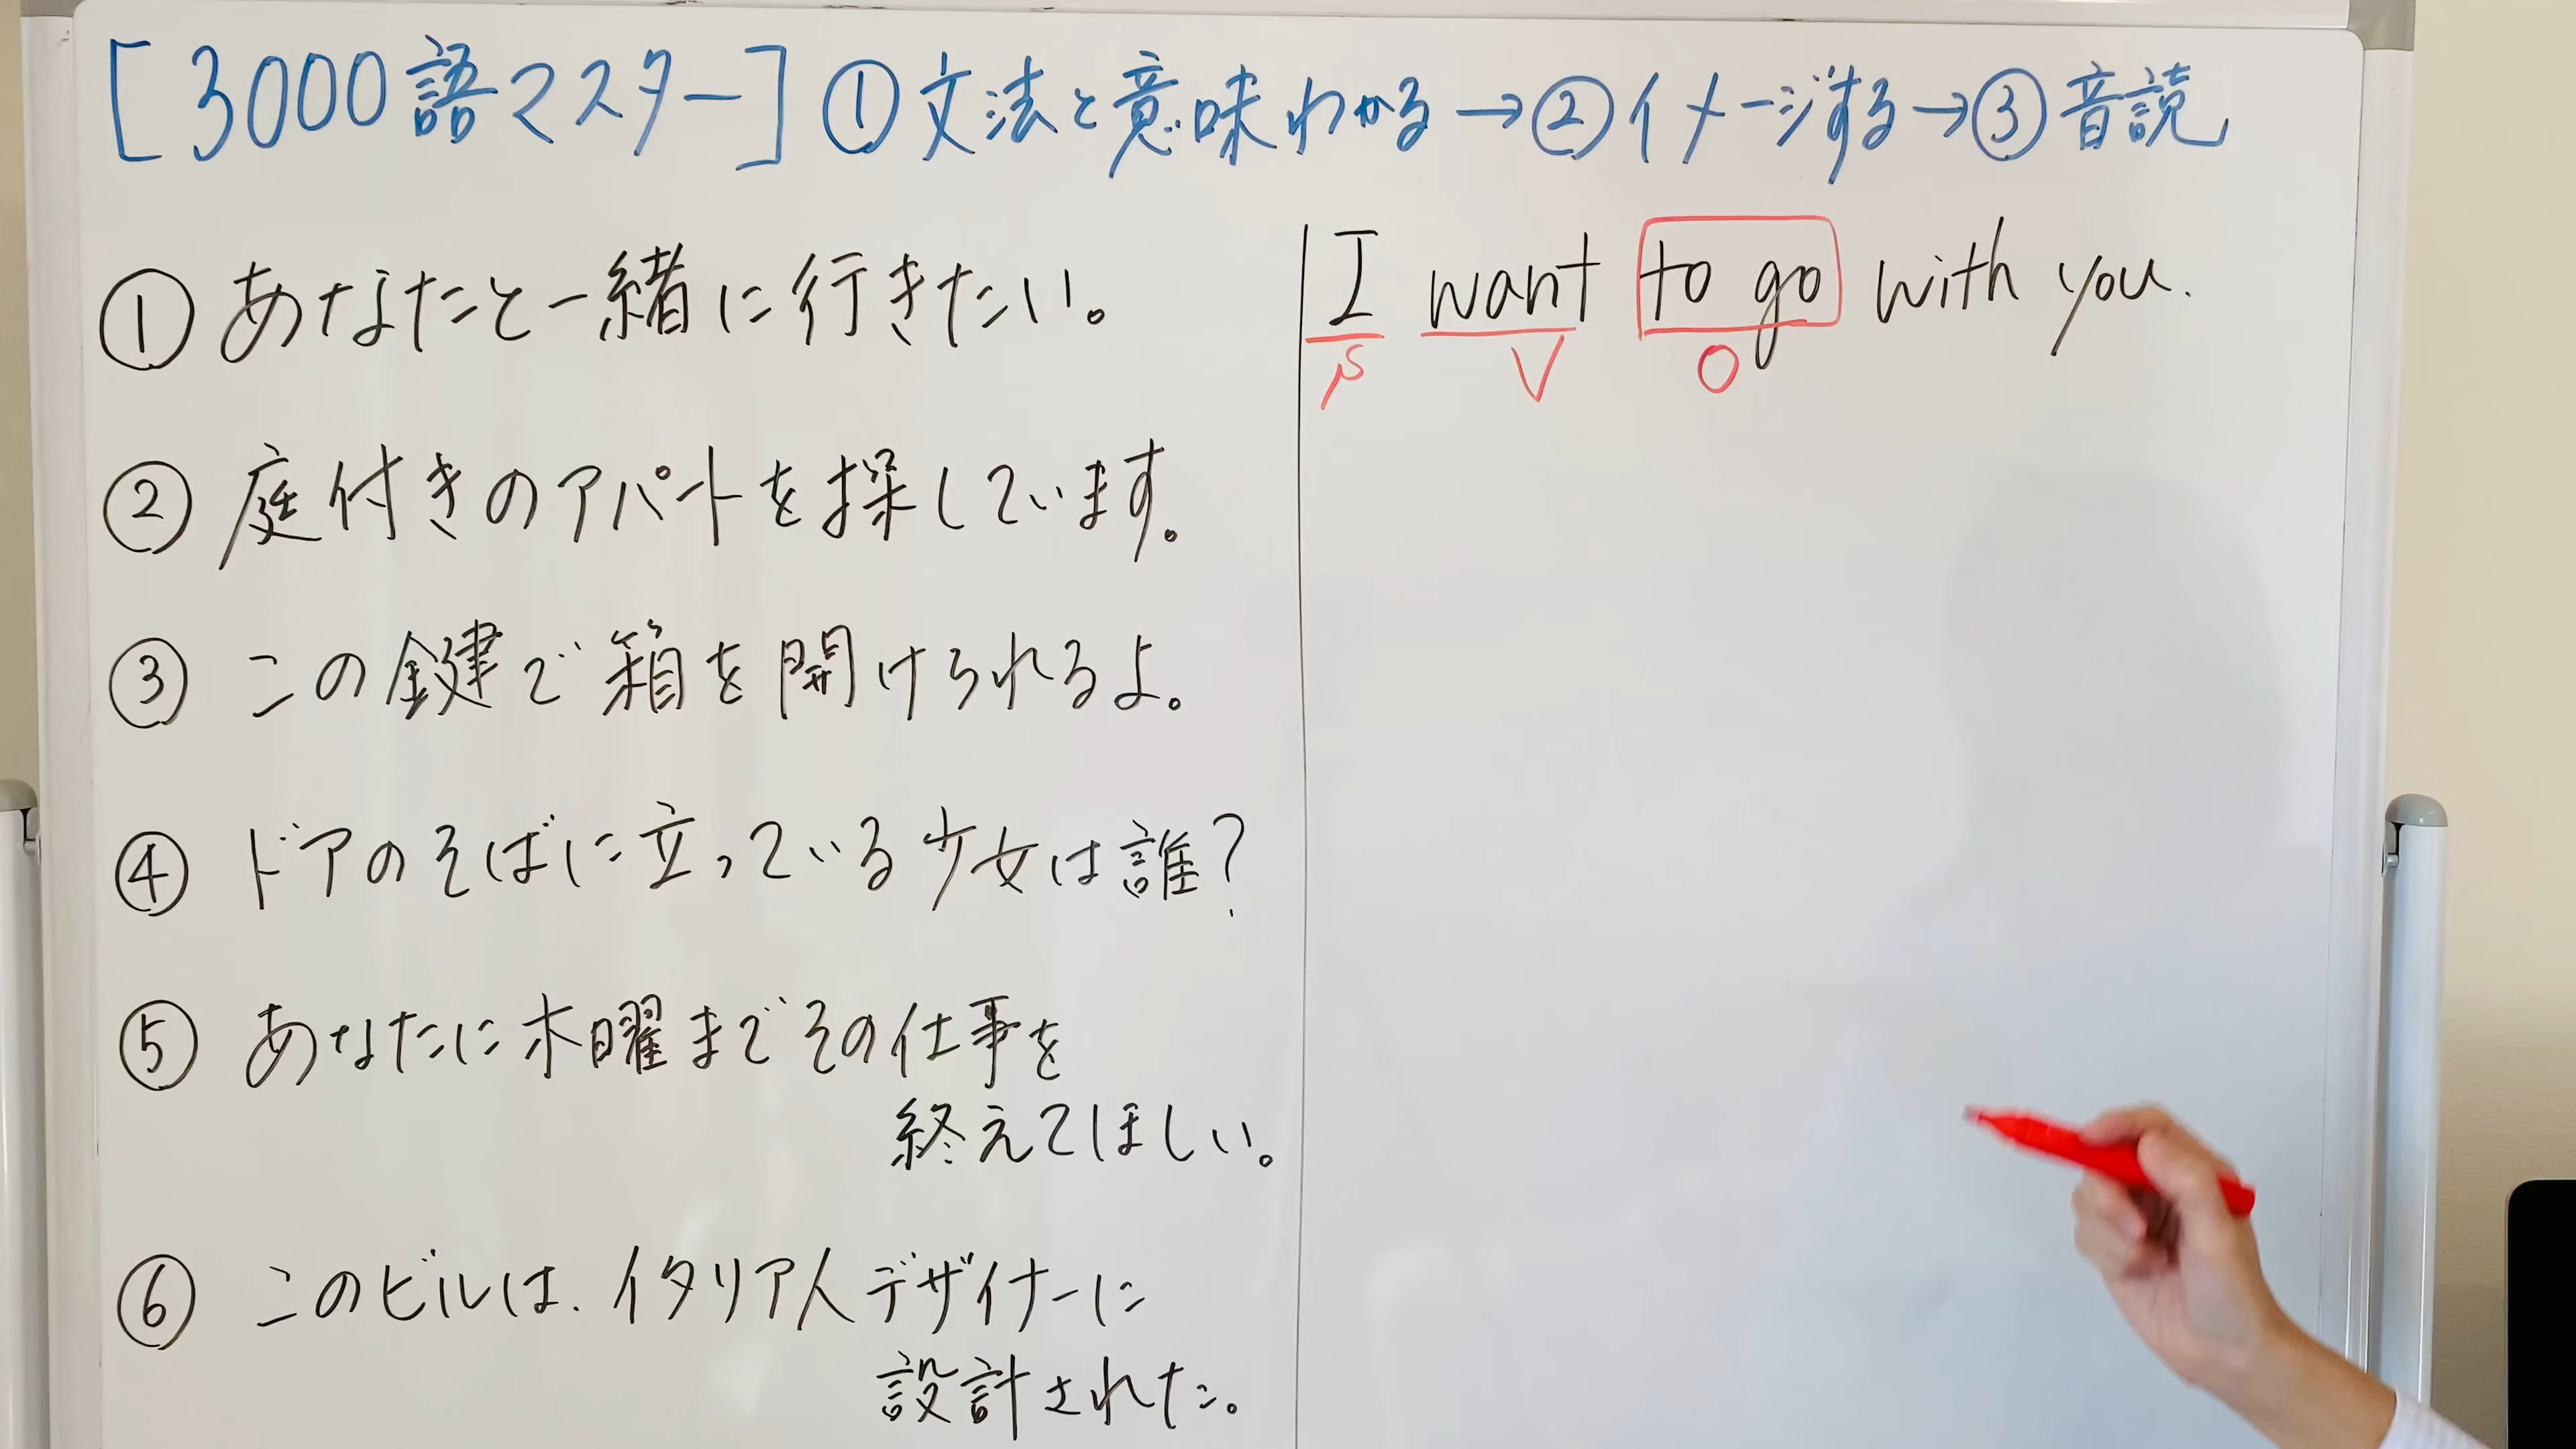 [3000語マスター] ①文法と意味わかる→②イメージする→③音読
① あなたと一緒に行きたい。
I want to go with you.
S V O
② 庭付きのアパートを探しています。
③ この鍵で箱を開けられるよ。
④ ドアのそばに立っている少女は誰?
⑤ あなたに木曜までその仕事を
終えてほしい。
⑥ このビルは、イタリア人デザイナーに
設計された。